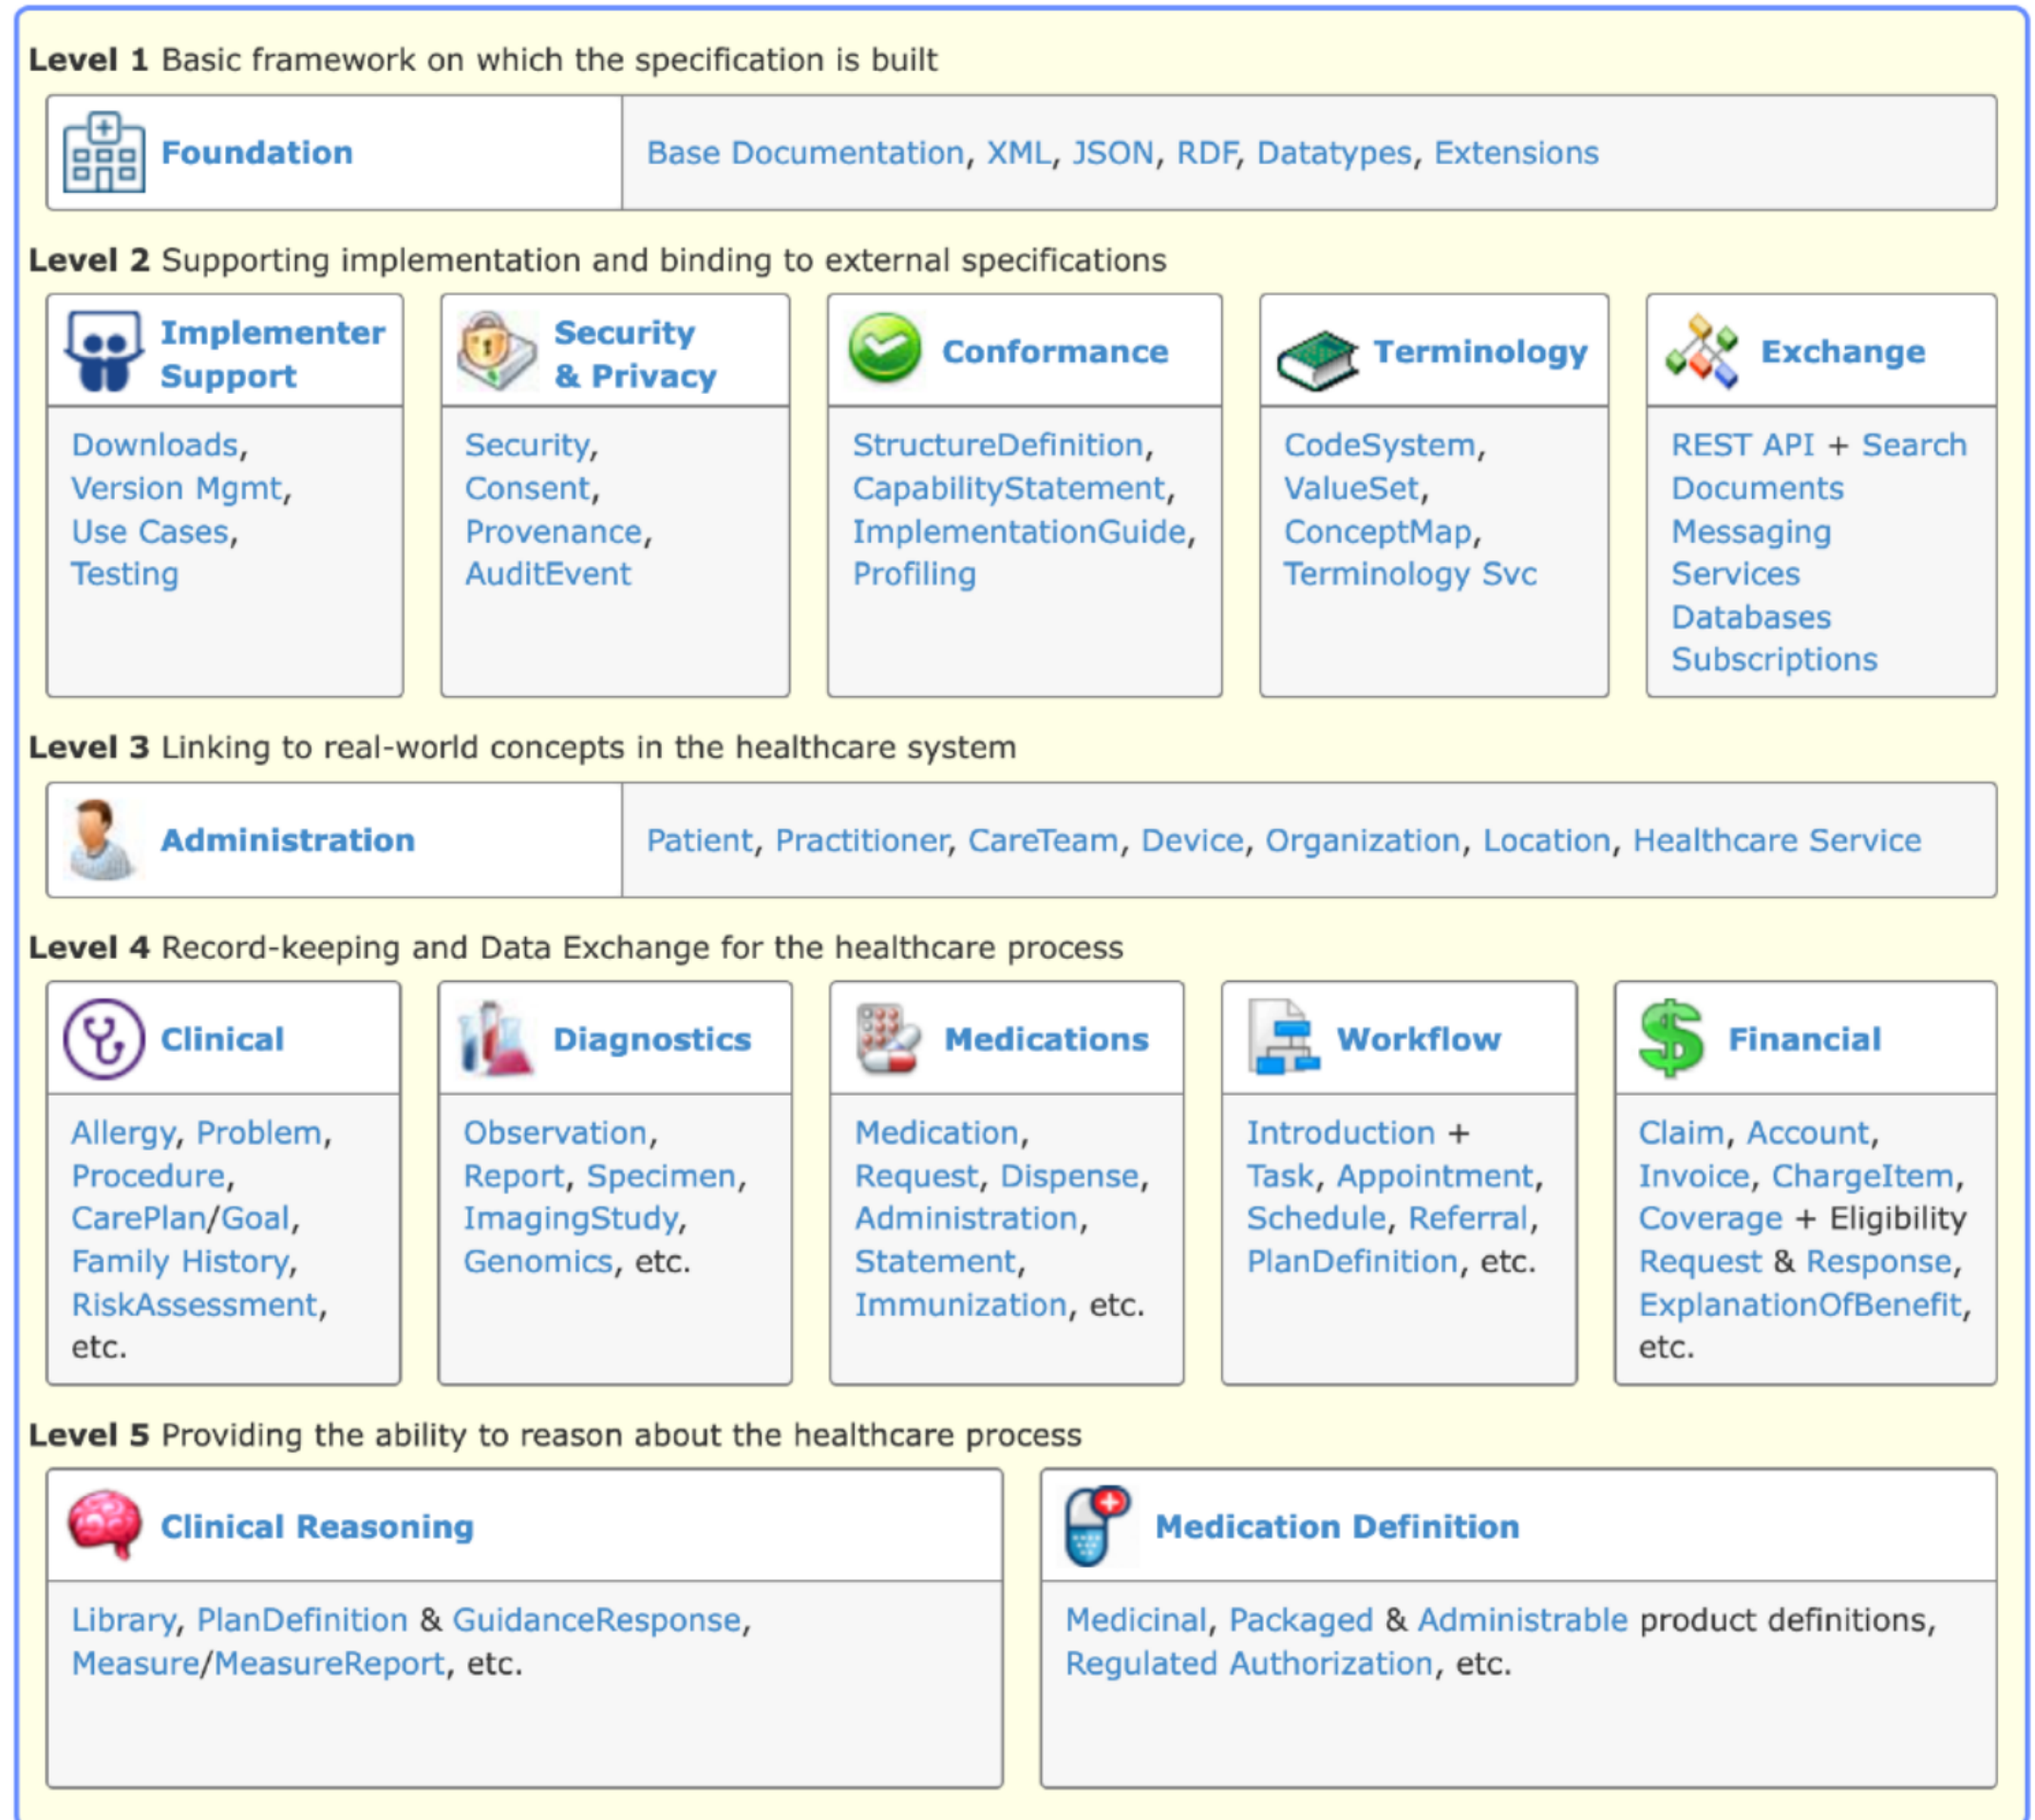 Level 1 Basic framework on which the specification is built
Foundation
Base Documentation, XML, JSON, RDF, Datatypes, Extensions
Level 2 Supporting implementation and binding to external specifications
Implementer
Support
Downloads,
Version Mgmt,
Use Cases,
Testing
Security
& Privacy
Security,
Consent,
Provenance,
AuditEvent
Conformance
StructureDefinition,
CapabilityStatement,
ImplementationGuide,
Profiling
Terminology
CodeSystem,
ValueSet,
ConceptMap,
Terminology Svc
Exchange
REST API + Search
Documents
Messaging
Services
Databases
Subscriptions
Level 3 Linking to real-world concepts in the healthcare system
Administration
Patient, Practitioner, CareTeam, Device, Organization, Location, Healthcare Service
Level 4 Record-keeping and Data Exchange for the healthcare process
Clinical
Allergy, Problem,
Procedure,
CarePlan/Goal,
Family History,
RiskAssessment,
etc.
Diagnostics
Observation,
Report, Specimen,
ImagingStudy,
Genomics, etc.
Medications
Medication,
Request, Dispense,
Administration,
Statement,
Immunization, etc.
Workflow
Introduction +
Task, Appointment,
Schedule, Referral,
PlanDefinition, etc.
Financial
Claim, Account,
Invoice, ChargeItem,
Coverage + Eligibility
Request & Response,
ExplanationOfBenefit,
etc.
Level 5 Providing the ability to reason about the healthcare process
Clinical Reasoning
Library, PlanDefinition & GuidanceResponse,
Measure/MeasureReport, etc.
Medication Definition
Medicinal, Packaged & Administrable product definitions,
Regulated Authorization, etc.